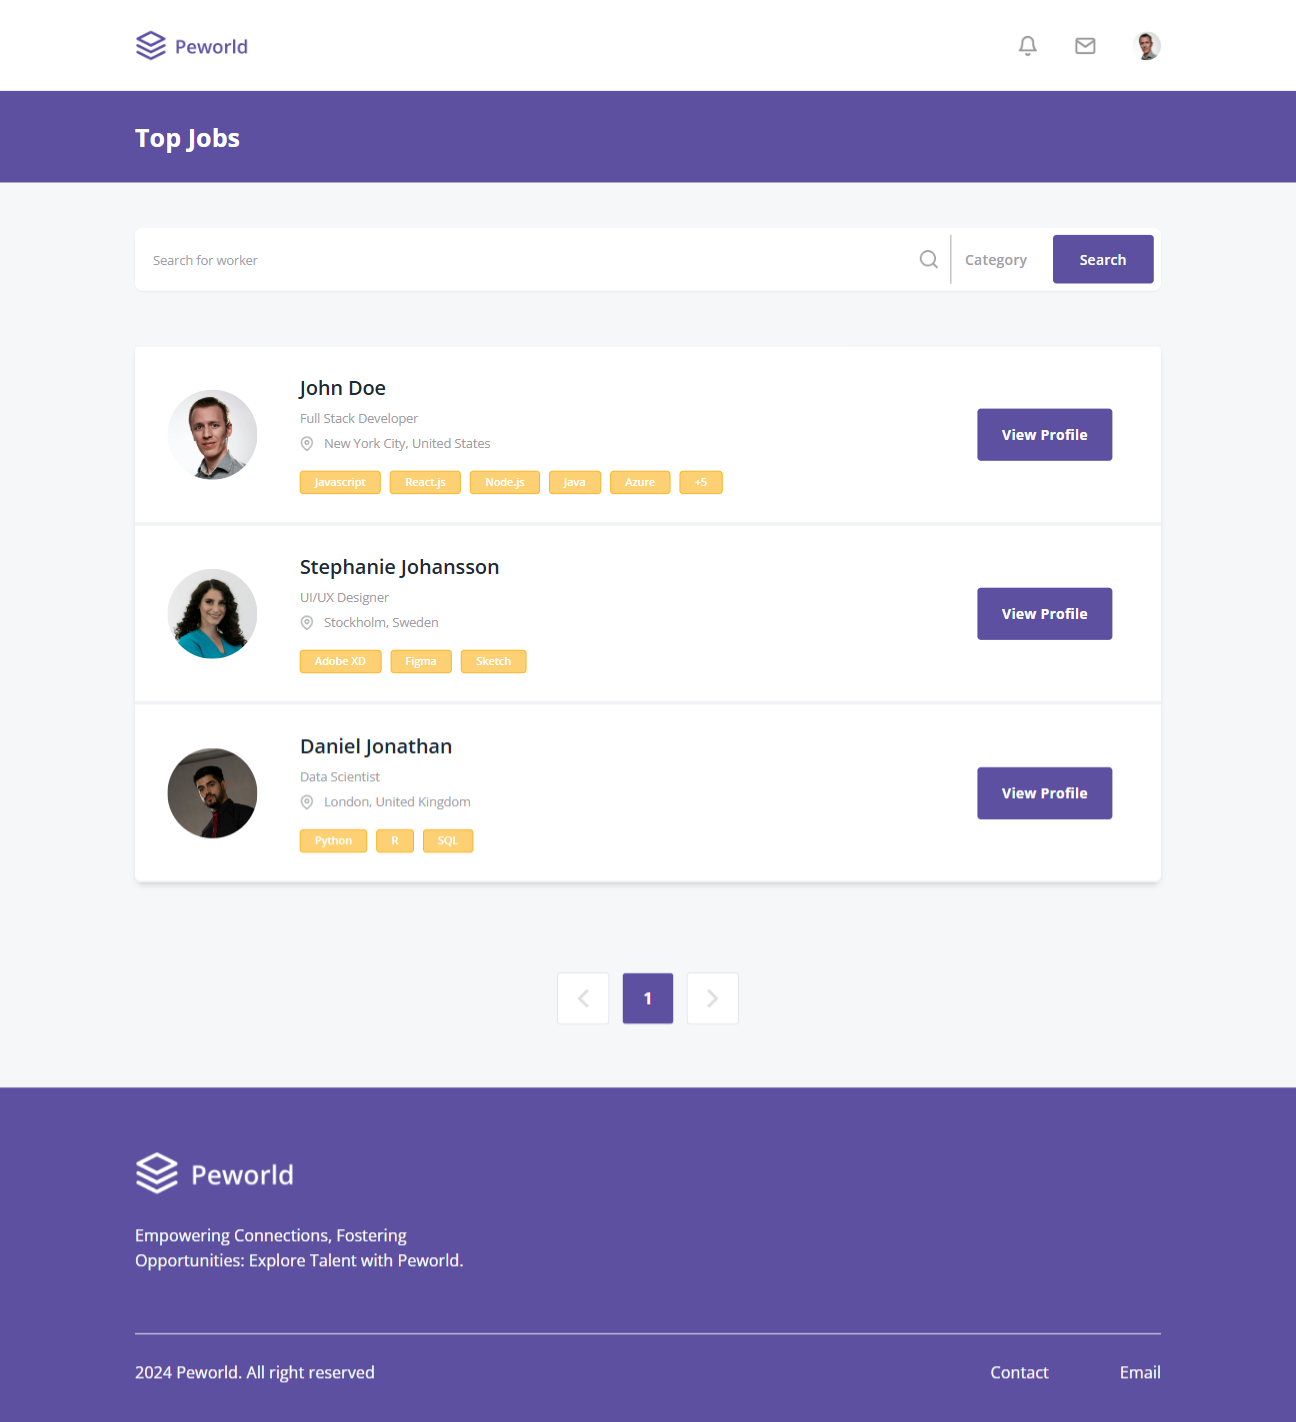 Peworld
Top Jobs
Search for worker
Category
Search
John Doe
Full Stack Developer
New York City, United States
Javascript React.js Node.js Java Azure +5
View Profile
Stephanie Johansson
UI/UX Designer
Stockholm, Sweden
Adobe XD Figma Sketch
View Profile
Daniel Jonathan
Data Scientist
London, United Kingdom
Python R SQL
View Profile
1
Peworld
Empowering Connections, Fostering
Opportunities: Explore Talent with Peworld.
2024 Peworld. All right reserved
Contact
Email